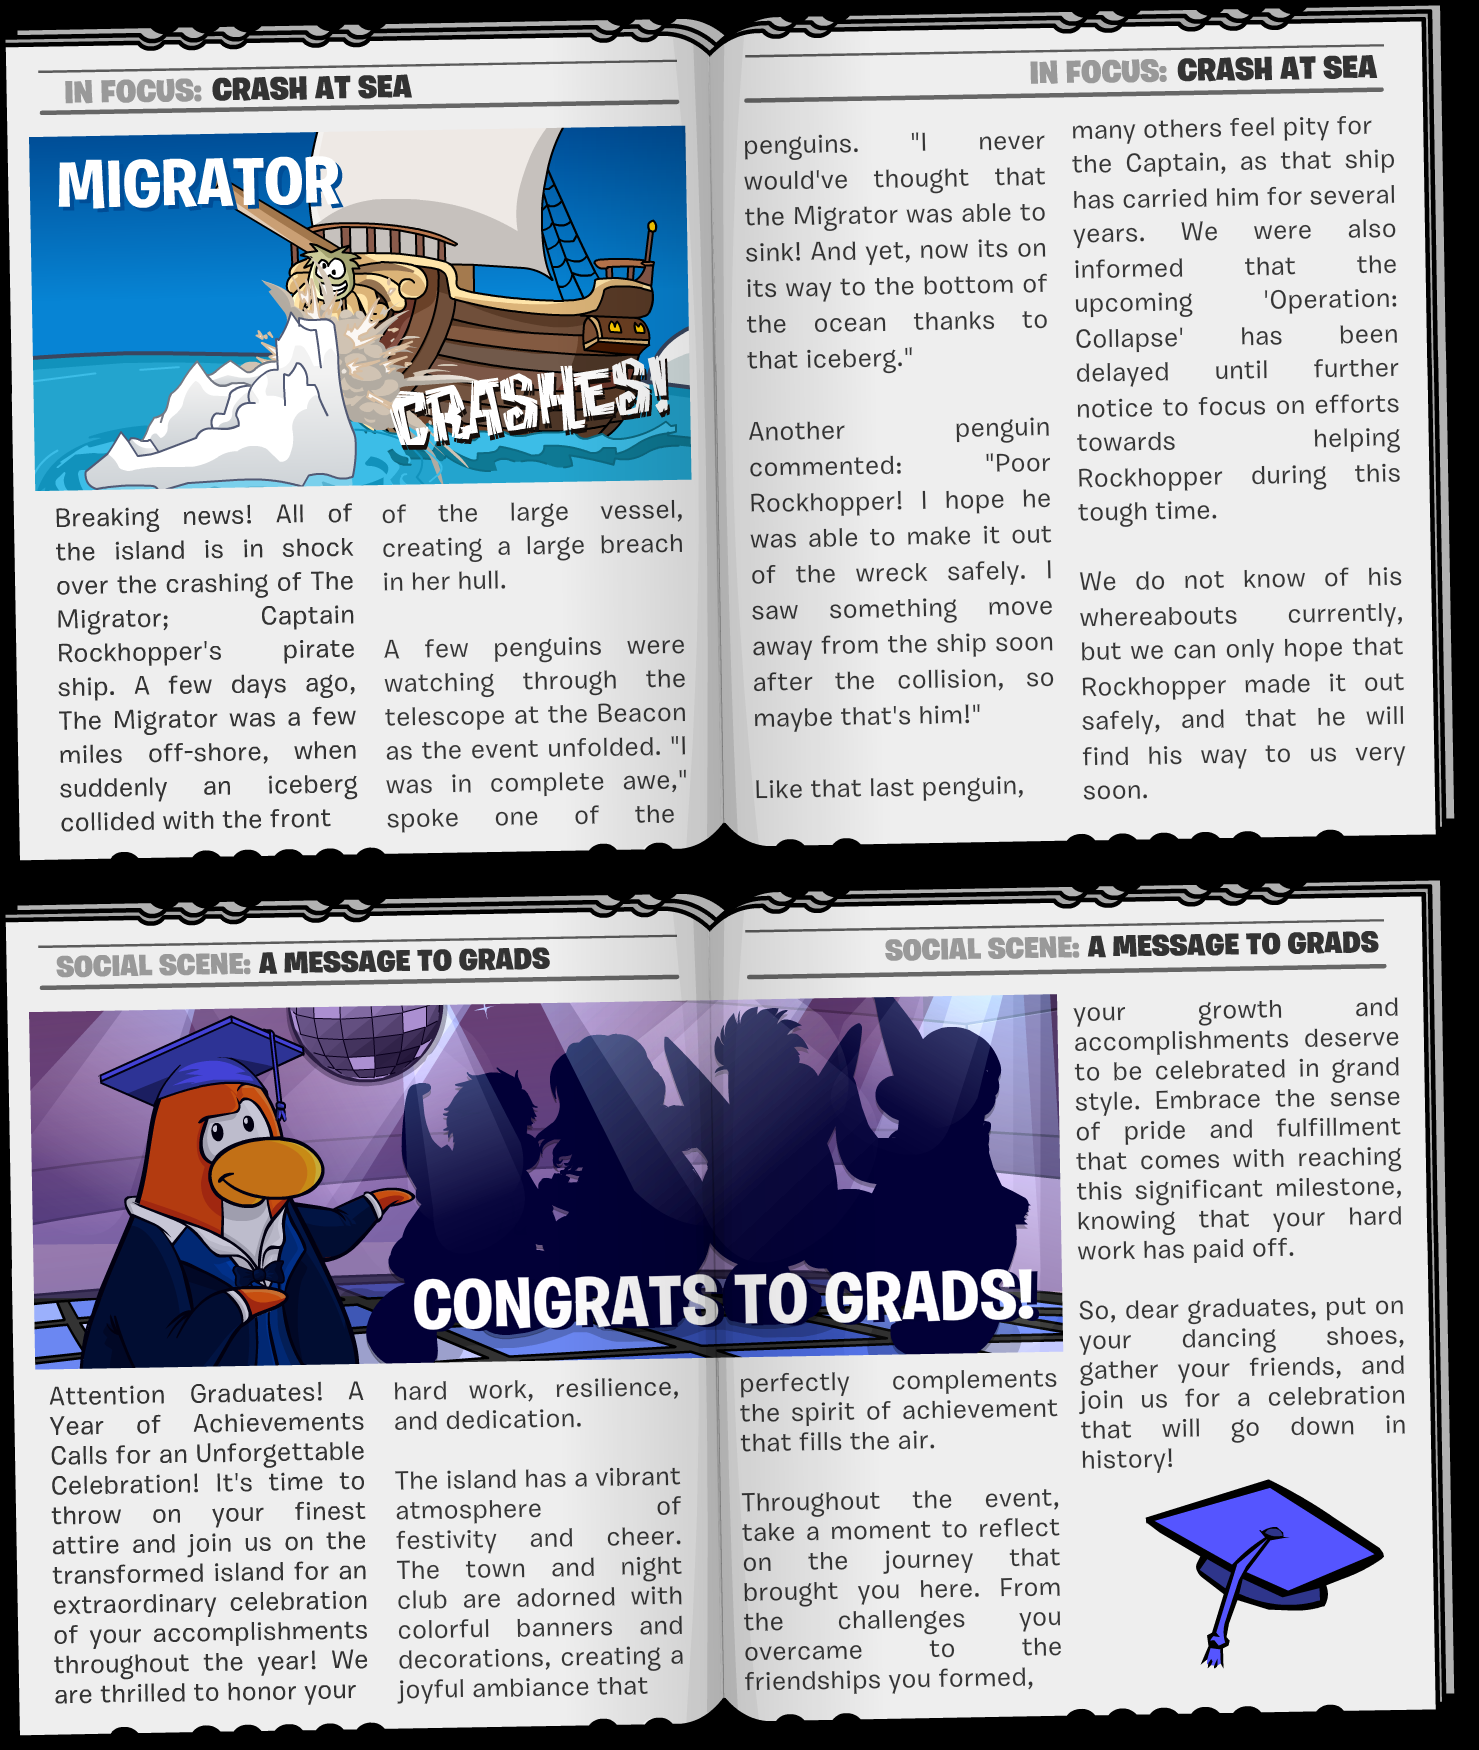 IN FOCUS: CRASH AT SEA
MIGRATOR
CRASHES!
Breaking news! All of
the island is in shock
over the crashing of The
Migrator; Captain
Rockhopper's pirate
ship. A few days ago,
The Migrator was a few
miles off-shore, when
suddenly an iceberg
collided with the front
of the large vessel,
creating a large breach
in her hull.
A few penguins were
watching through the
telescope at the Beacon
as the event unfolded. "I
was in complete awe,"
spoke one of the
IN FOCUS: CRASH AT SEA
penguins. "I never
would've thought that
the Migrator was able to
sink! And yet, now its on
its way to the bottom of
the ocean thanks to
that iceberg."
Another penguin
commented: "Poor
Rockhopper! I hope he
was able to make it out
of the wreck safely. I
saw something move
away from the ship soon
after the collision, so
maybe that's him!"
Like that last penguin,
many others feel pity for
the Captain, as that ship
has carried him for several
years. We were also
informed that the
upcoming 'Operation:
Collapse' has been
delayed until further
notice to focus on efforts
towards helping
Rockhopper during this
tough time.
We do not know of his
whereabouts currently,
but we can only hope that
Rockhopper made it out
safely, and that he will
find his way to us very
soon.
SOCIAL SCENE: A MESSAGE TO GRADS
SOCIAL SCENE: A MESSAGE TO GRADS
CONGRATS TO GRADS!
Attention Graduates! A
Year of Achievements
Calls for an Unforgettable
Celebration! It's time to
throw on your finest
attire and join us on the
transformed island for an
extraordinary celebration
of your accomplishments
throughout the year! We
are thrilled to honor your
hard work, resilience,
and dedication.
The island has a vibrant
atmosphere of
festivity and cheer.
The town and night
club are adorned with
colorful banners and
decorations, creating a
joyful ambiance that
perfectly complements
the spirit of achievement
that fills the air.
Throughout the event,
take a moment to reflect
on the journey that
brought you here. From
the challenges you
overcame to the
friendships you formed,
your growth and
accomplishments deserve
to be celebrated in grand
style. Embrace the sense
of pride and fulfillment
that comes with reaching
this significant milestone,
knowing that your hard
work has paid off.
So, dear graduates, put on
your dancing shoes,
gather your friends, and
join us for a celebration
that will go down in
history!